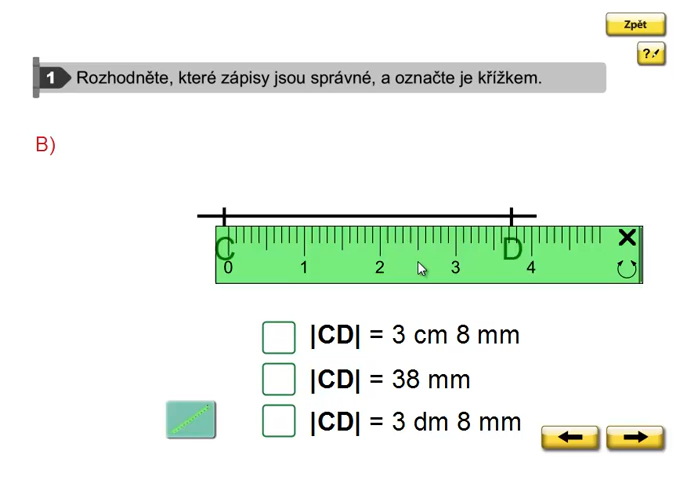 Zpět
?
1 Rozhodněte, které zápisy jsou správné, a označte je křížkem.
B)
C D
0 1 2 3 4
|CD| = 3 cm 8 mm
|CD| = 38 mm
|CD| = 3 dm 8 mm